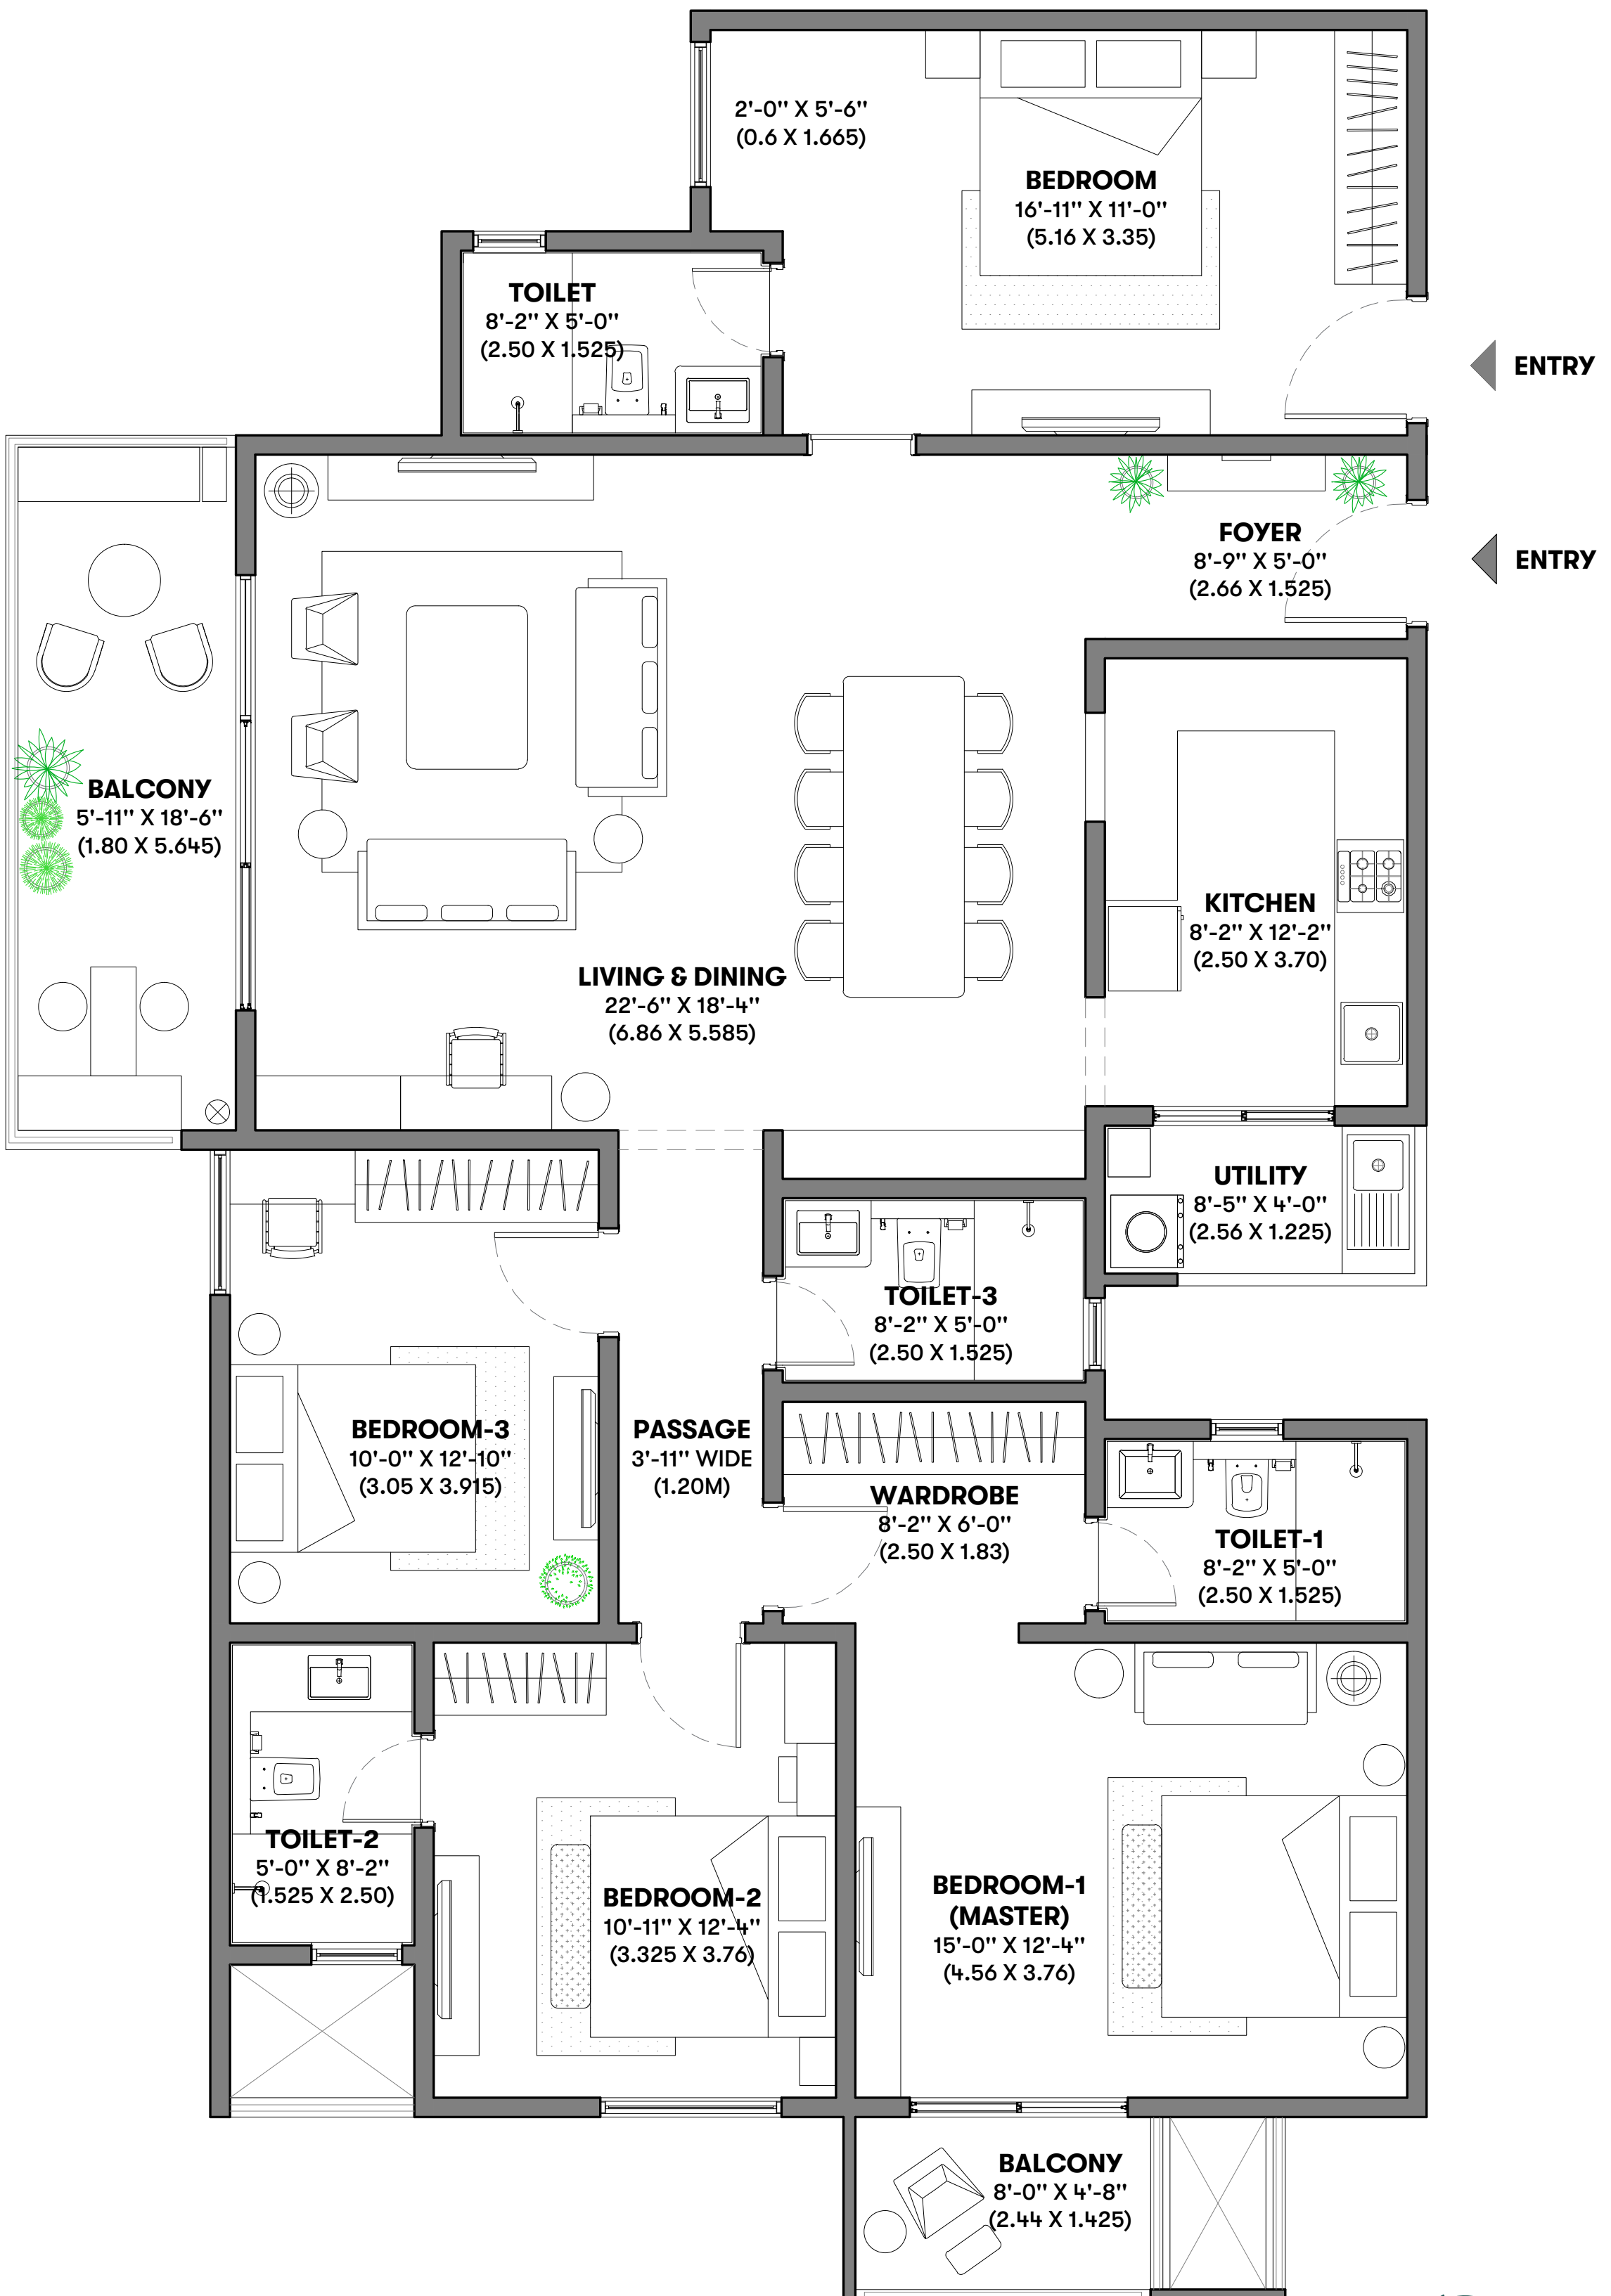 2'-0" X 5'-6"
(0.6 X 1.665)
BEDROOM
16'-11" X 11'-0"
(5.16 X 3.35)
TOILET
8'-2" X 5'-0"
(2.50 X 1.525)
ENTRY
FOYER
8'-9" X 5'-0"
(2.66 X 1.525)
ENTRY
BALCONY
5'-11" X 18'-6"
(1.80 X 5.645)
KITCHEN
8'-2" X 12'-2"
(2.50 X 3.70)
LIVING & DINING
22'-6" X 18'-4"
(6.86 X 5.585)
UTILITY
8'-5" X 4'-0"
(2.56 X 1.225)
TOILET-3
8'-2" X 5'-0"
(2.50 X 1.525)
BEDROOM-3
10'-0" X 12'-10"
(3.05 X 3.915)
PASSAGE
3'-11" WIDE
(1.20M)
WARDROBE
8'-2" X 6'-0"
(2.50 X 1.83)
TOILET-1
8'-2" X 5'-0"
(2.50 X 1.525)
TOILET-2
5'-0" X 8'-2"
(1.525 X 2.50)
BEDROOM-2
10'-11" X 12'-4"
(3.325 X 3.76)
BEDROOM-1
(MASTER)
15'-0" X 12'-4"
(4.56 X 3.76)
BALCONY
8'-0" X 4'-8"
(2.44 X 1.425)